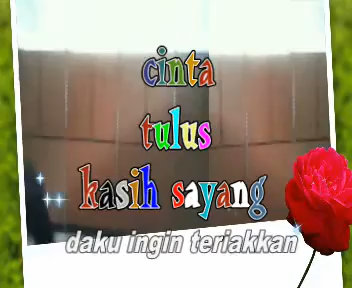 cinta
tulus
kasih sayang
daku ingin teriakkan